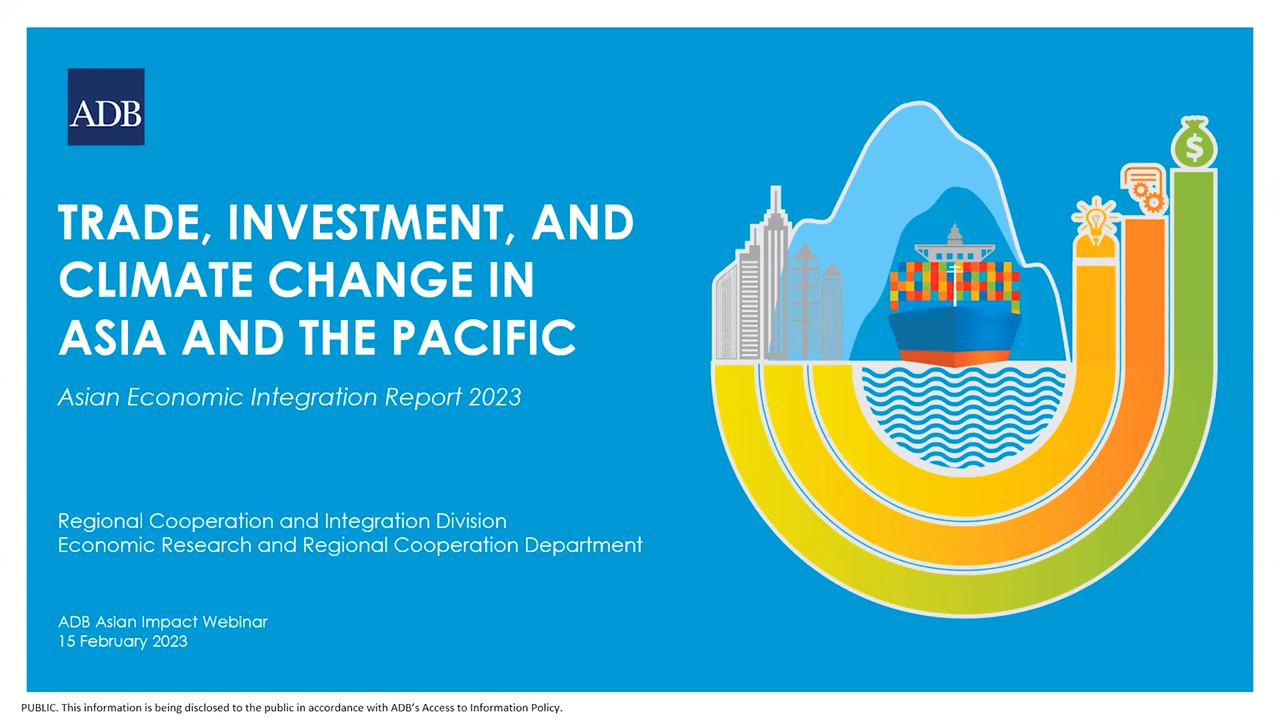 ADB
TRADE, INVESTMENT, AND
CLIMATE CHANGE IN
ASIA AND THE PACIFIC
Asian Economic Integration Report 2023
$
Regional Cooperation and Integration Division
Economic Research and Regional Cooperation Department
ADB Asian Impact Webinar
15 February 2023
PUBLIC. This information is being disclosed to the public in accordance with ADB’s Access to Information Policy.